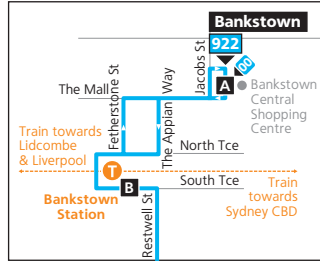 Bankstown
922
Jacobs St
00
A
Bankstown
Central
Shopping
Centre
Fetherstone St
The Appian Way
The Mall
Train towards
Lidcombe
& Liverpool
North Tce
T
B
South Tce
Bankstown
Station
Train
towards
Sydney CBD
Restwell St